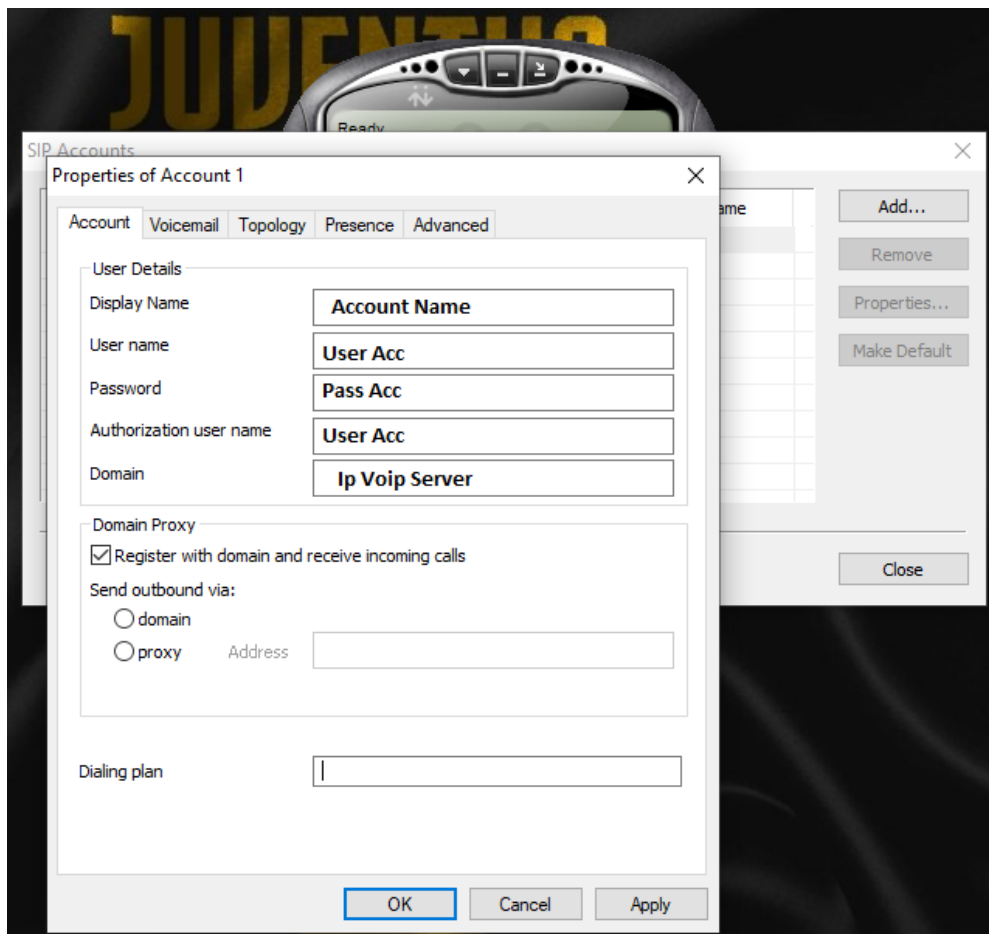 JUVENTUS
Ready
SIP Accounts
Properties of Account 1
ame
Add...
Account
Voicemail
Topology
Presence
Advanced
Remove
User Details
Display Name
Account Name
Properties...
User name
User Acc
Make Default
Password
Pass Acc
Authorization user name
User Acc
Domain
Ip Voip Server
Domain Proxy
Register with domain and receive incoming calls
Close
Send outbound via:
domain
proxy
Address
Dialing plan
OK
Cancel
Apply